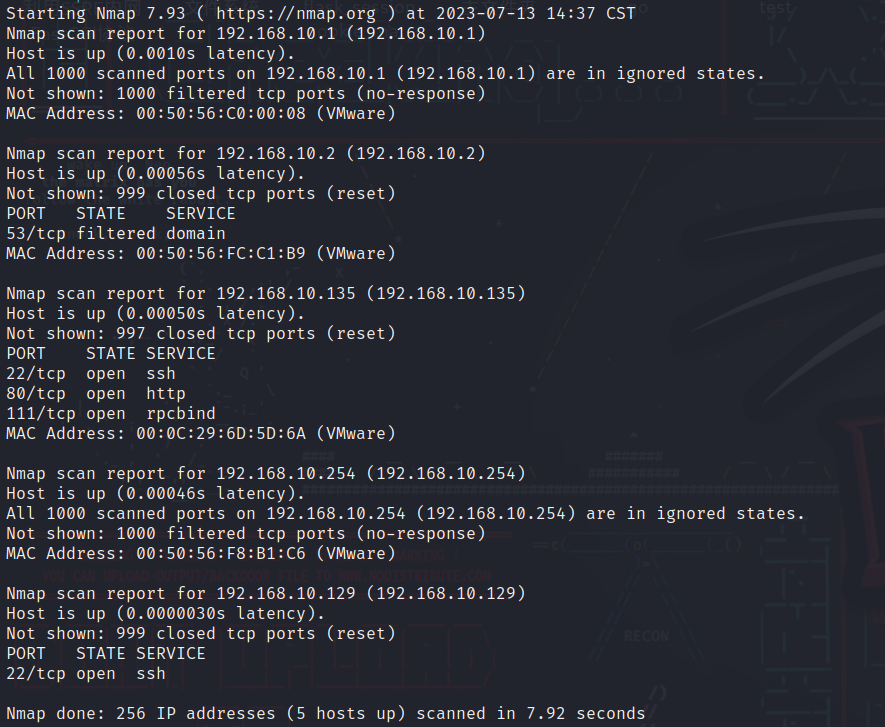 Starting Nmap 7.93 ( https://nmap.org ) at 2023-07-13 14:37 CST
Nmap scan report for 192.168.10.1 (192.168.10.1)
Host is up (0.0010s latency).
All 1000 scanned ports on 192.168.10.1 (192.168.10.1) are in ignored states.
Not shown: 1000 filtered tcp ports (no-response)
MAC Address: 00:50:56:C0:00:08 (VMware)

Nmap scan report for 192.168.10.2 (192.168.10.2)
Host is up (0.00056s latency).
Not shown: 999 closed tcp ports (reset)
PORT   STATE    SERVICE
53/tcp filtered domain
MAC Address: 00:50:56:FC:C1:B9 (VMware)

Nmap scan report for 192.168.10.135 (192.168.10.135)
Host is up (0.00050s latency).
Not shown: 997 closed tcp ports (reset)
PORT    STATE SERVICE
22/tcp  open  ssh
80/tcp  open  http
111/tcp open  rpcbind
MAC Address: 00:0C:29:6D:5D:6A (VMware)

Nmap scan report for 192.168.10.254 (192.168.10.254)
Host is up (0.00046s latency).
All 1000 scanned ports on 192.168.10.254 (192.168.10.254) are in ignored states.
Not shown: 1000 filtered tcp ports (no-response)
MAC Address: 00:50:56:F8:B1:C6 (VMware)

Nmap scan report for 192.168.10.129 (192.168.10.129)
Host is up (0.0000030s latency).
Not shown: 999 closed tcp ports (reset)
PORT   STATE SERVICE
22/tcp open  ssh
RECON

Nmap done: 256 IP addresses (5 hosts up) scanned in 7.92 seconds